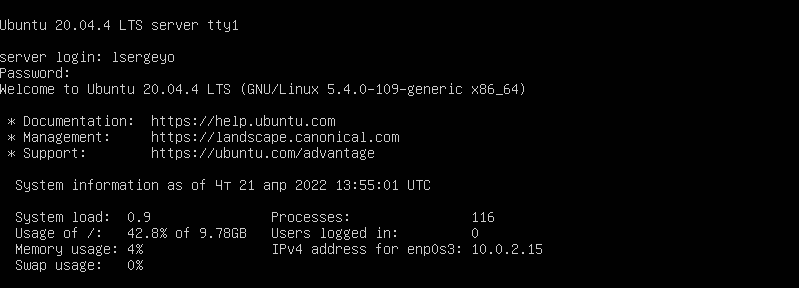 Ubuntu 20.04.4 LTS server tty1
server login: lsergeyo
Password:
Welcome to Ubuntu 20.04.4 LTS (GNU/Linux 5.4.0-109-generic x86_64)
* Documentation:  https://help.ubuntu.com
* Management:     https://landscape.canonical.com
* Support:        https://ubuntu.com/advantage
System information as of Чт 21 апр 2022 13:55:01 UTC
System load:  0.9               Processes:               116
Usage of /:   42.8% of 9.78GB   Users logged in:         0
Memory usage: 4%                IPv4 address for enp0s3: 10.0.2.15
Swap usage:   0%